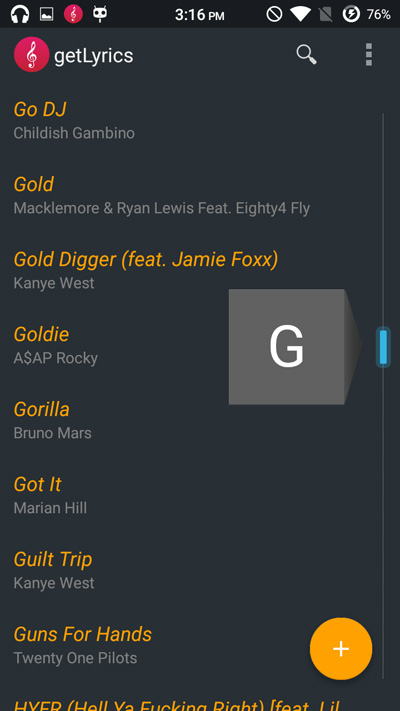 3:16 PM
76%
getLyrics
Go DJ
Childish Gambino
Gold
Macklemore & Ryan Lewis Feat. Eighty4 Fly
Gold Digger (feat. Jamie Foxx)
Kanye West
G
Goldie
A$AP Rocky
Gorilla
Bruno Mars
Got It
Marian Hill
Guilt Trip
Kanye West
Guns For Hands
Twenty One Pilots
+
HYFR (Hell Ya Fucking Right) [feat. Lil